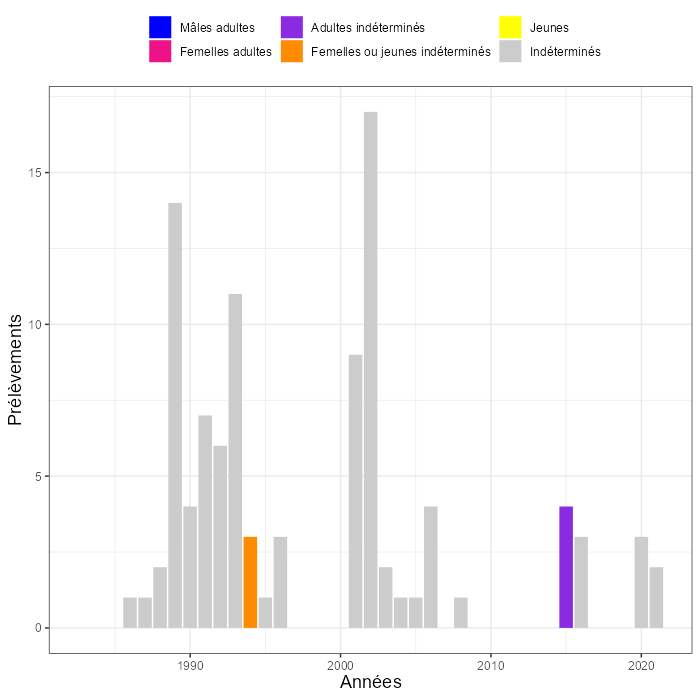 Mâles adultes Adultes indéterminés Jeunes
Femelles adultes Femelles ou jeunes indéterminés Indéterminés
15
10
5
0
Prélèvements
1990 2000 2010 2020
Années